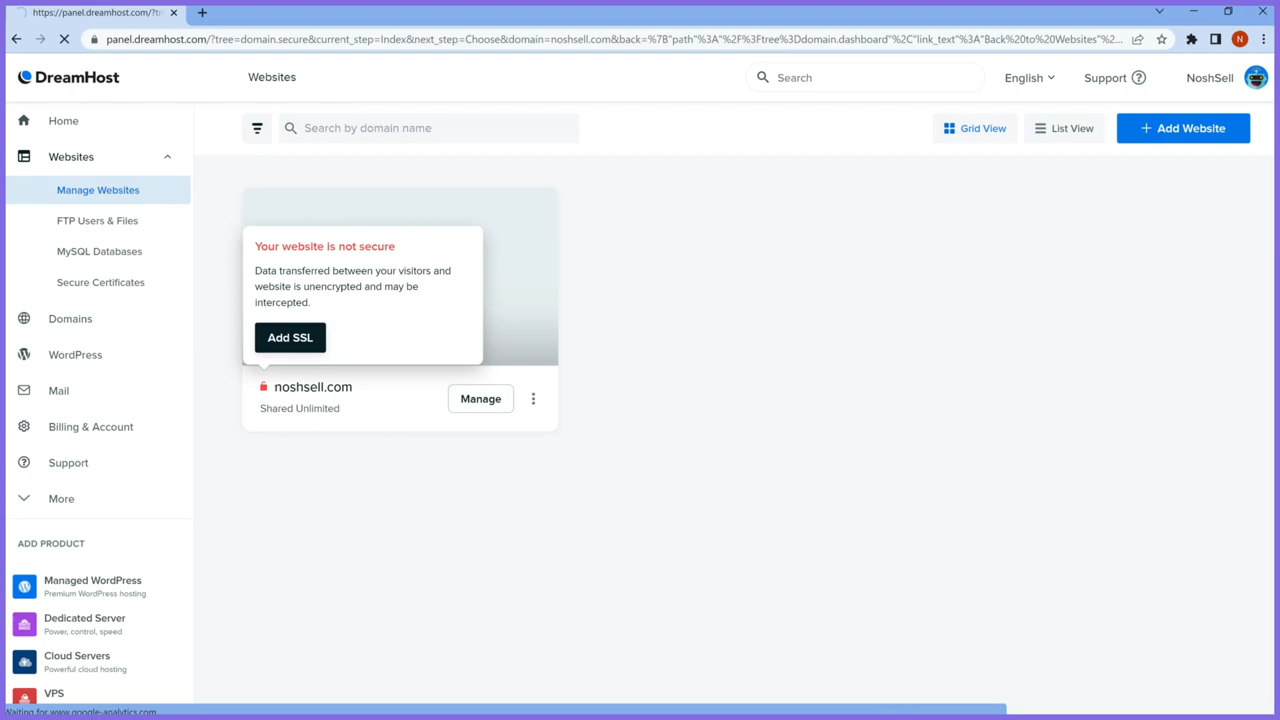 https://panel.dreamhost.com/?tre
panel.dreamhost.com/?tree=domain.secure&current_step=Index&next_step=Choose&domain=noshsell.com&back=%7B"path"%3A"%2F%3Ftree%3Ddomain.dashboard"%2C"link_text"%3A"Back%20to%20Websites"%2...
N
DreamHost
Websites
Search
English
Support
NoshSell
Home
Websites
Manage Websites
FTP Users & Files
MySQL Databases
Secure Certificates
Domains
WordPress
Mail
Billing & Account
Support
More
ADD PRODUCT
Managed WordPress
Premium WordPress hosting
Dedicated Server
Power, control, speed
Cloud Servers
Powerful cloud hosting
VPS
Waiting for www.google-analytics.com
Search by domain name
Grid View
List View
+ Add Website
Your website is not secure
Data transferred between your visitors and
website is unencrypted and may be
intercepted.
Add SSL
noshsell.com
Shared Unlimited
Manage